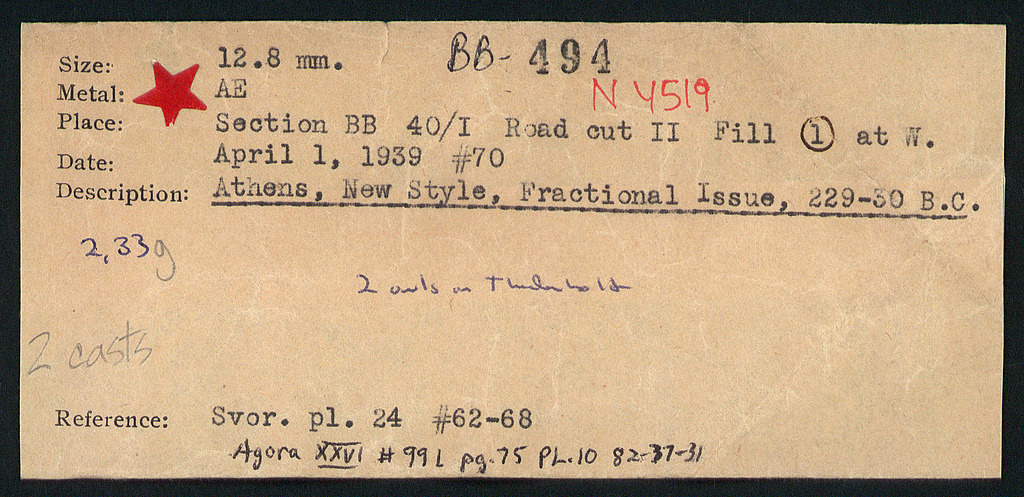 BB- 494
Size: 12.8 mm.
N 4519
Metal: AE
Place: Section BB 40/I Road cut II Fill 1 at W.
Date: April 1, 1939 #70
Description: Athens, New Style, Fractional Issue, 229-30 B.C.
2,33g
2 owls on Thunderbolt
2 casts
Reference: Svor. pl. 24 #62-68
Agora XXVI # 99 l pg. 75 PL.10 82-37-31